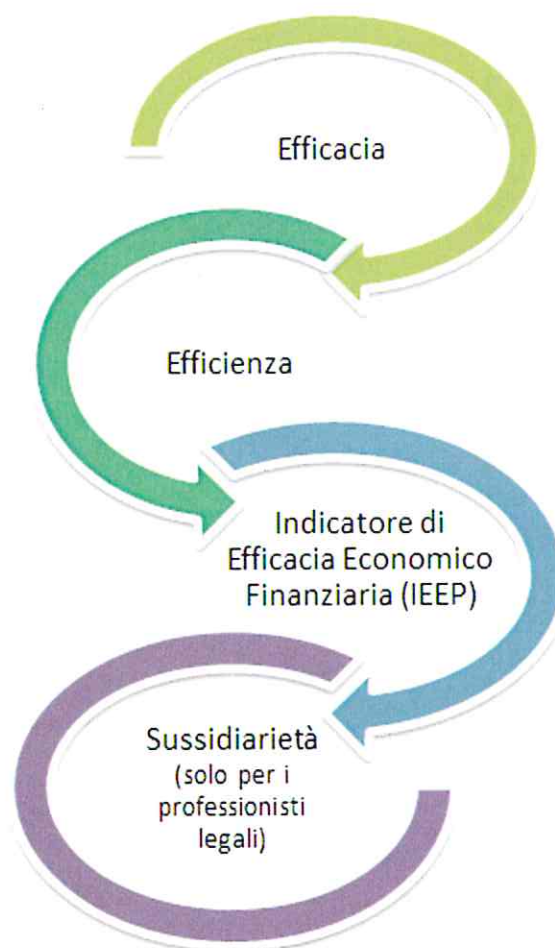 Efficacia
Efficienza
Indicatore di
Efficacia Economico
Finanziaria (IEEP)
Sussidiarietà
(solo per i
professionisti
legali)